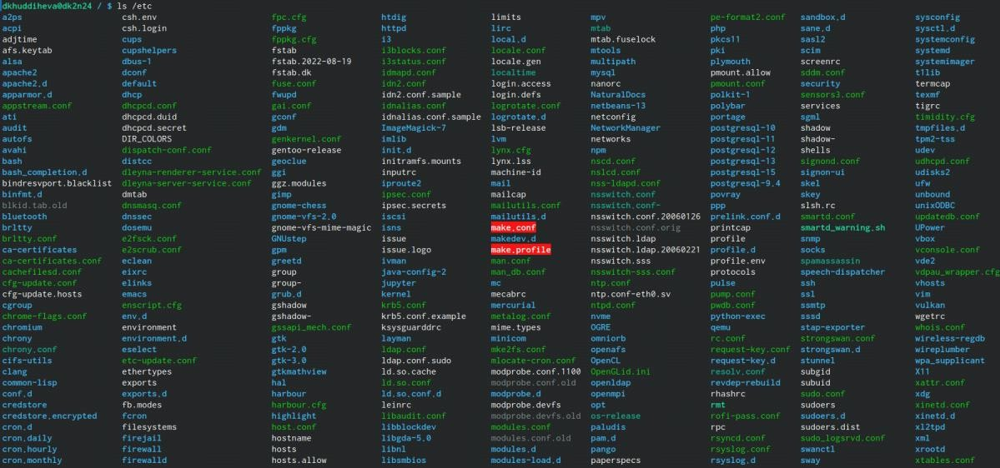 dkhuddiheva@dk2n24 / $ ls /etc
a2ps csh.env fpc.cfg htdig limits mpv pe-format2.conf sandbox.d sysconfig
acpi csh.login fppkg httpd lirc mtab php sane.d sysctl.d
adjtime cups fppkg.cfg i3 local.d mtab.fuselock pkcs11 sasl2 systemconfig
afs.keytab cupshelpers fstab i3blocks.conf locale.conf mtools pki scim systemd
alsa dbus-1 fstab.2022-08-19 i3status.conf locale.gen multipath plymouth screenrc systemimager
apache2 dconf fstab.dk idmapd.conf localtime mysql pmount.allow sddm.conf t1lib
apache2.d default fuse.conf idn2.conf login.access nanorc pmount.conf security termcap
apparmor.d dhcp fwupd idn2.conf.sample login.defs NaturalDocs polkit-1 sensors3.conf texmf
appstream.conf dhcpcd.conf gai.conf idnalias.conf logrotate.conf netbeans-13 polybar services tigrc
ati dhcpcd.duid gconf idnalias.conf.sample logrotate.d netconfig portage sgml timidity.cfg
audit dhcpcd.secret gdm ImageMagick-7 lsb-release NetworkManager postgresql-10 shadow tmpfiles.d
autofs DIR_COLORS genkernel.conf imlib lvm networks postgresql-11 shadow- tpm2-tss
avahi dispatch-conf.conf gentoo-release init.d lynx.cfg npm postgresql-12 shells udev
bash distcc geoclue initramfs.mounts lynx.lss nscd.conf postgresql-13 signond.conf udhcpd.conf
bash_completion.d dleyna-renderer-service.conf ggi inputrc machine-id nslcd.conf postgresql-15 signon-ui udisks2
bindresvport.blacklist dleyna-server-service.conf ggz.modules iproute2 mail nss-ldapd.conf postgresql-9.4 skel ufw
binfmt.d dmtab gimp ipsec.conf mailcap nsswitch.conf povray skey unbound
blkid.tab.old dnsmasq.conf gnome-chess ipsec.secrets mailutils.conf nsswitch.conf~ ppp slsh.rc unixODBC
bluetooth dnssec gnome-vfs-2.0 iscsi mailutils.d nsswitch.conf.20060126 prelink.conf.d smartd.conf updatedb.conf
brltty dosemu gnome-vfs-mime-magic isns make.conf nsswitch.conf.orig printcap smartd_warning.sh UPower
brltty.conf e2fsck.conf GNUstep issue makedev.d nsswitch.ldap profile snmp vbox
ca-certificates e2scrub.conf gpm issue.logo make.profile nsswitch.ldap.20060221 profile.d socks vconsole.conf
ca-certificates.conf eclean greetd ivman man.conf nsswitch.sss profile.env spamassassin vde2
cachefilesd.conf eixrc group java-config-2 man_db.conf nsswitch-sss.conf protocols speech-dispatcher vdpau_wrapper.cfg
cfg-update.conf elinks group- jupyter mc ntp.conf pulse ssh vhosts
cfg-update.hosts emacs grub.d kernel mecabrc ntp.conf-eth0.sv pump.conf ssl vim
cgroup enscript.cfg gshadow krb5.conf mercurial ntpd.conf pwdb.conf ssmtp vulkan
chrome-flags.conf env.d gshadow- krb5.conf.example metalog.conf nvme python-exec sssd wgetrc
chromium environment gssapi_mech.conf ksysguardrc mime.types OGRE qemu stap-exporter whois.conf
chrony environment.d gtk layman minicom omniorb rc.conf strongswan.conf wireless-regdb
chrony.conf eselect gtk-2.0 ldap.conf mke2fs.conf openafs request-key.conf strongswan.d wireplumber
cifs-utils etc-update.conf gtk-3.0 ldap.conf.sudo mlocate-cron.conf OpenCL request-key.d stunnel wpa_supplicant
clang ethertypes gtkmathview ld.so.cache modprobe.conf.1100 OpenGLid.ini resolv.conf subgid X11
common-lisp exports hal ld.so.conf modprobe.conf.old openldap revdep-rebuild subuid xattr.conf
conf.d exports.d harbour ld.so.conf.d modprobe.d openmpi rhashrc sudo.conf xdg
credstore fb.modes harbour.cfg leinrc modprobe.devfs opt rmt sudoers xinetd.conf
credstore.encrypted fcron highlight libaudit.conf modprobe.devfs.old os-release rofi-pass.conf sudoers.d xinetd.d
cron.d filesystems host.conf libblockdev modules.conf paludis rpc sudoers.dist xl2tpd
cron.daily firejail hostname libgda-5.0 modules.conf.old pam.d rsyncd.conf sudo_logsrvd.conf xml
cron.hourly firewall hosts libnl modules.d pango rsyslog.conf swanctl xrootd
cron.monthly firewalld hosts.allow libsmbios modules-load.d paperspecs rsyslog.d sway xtables.conf